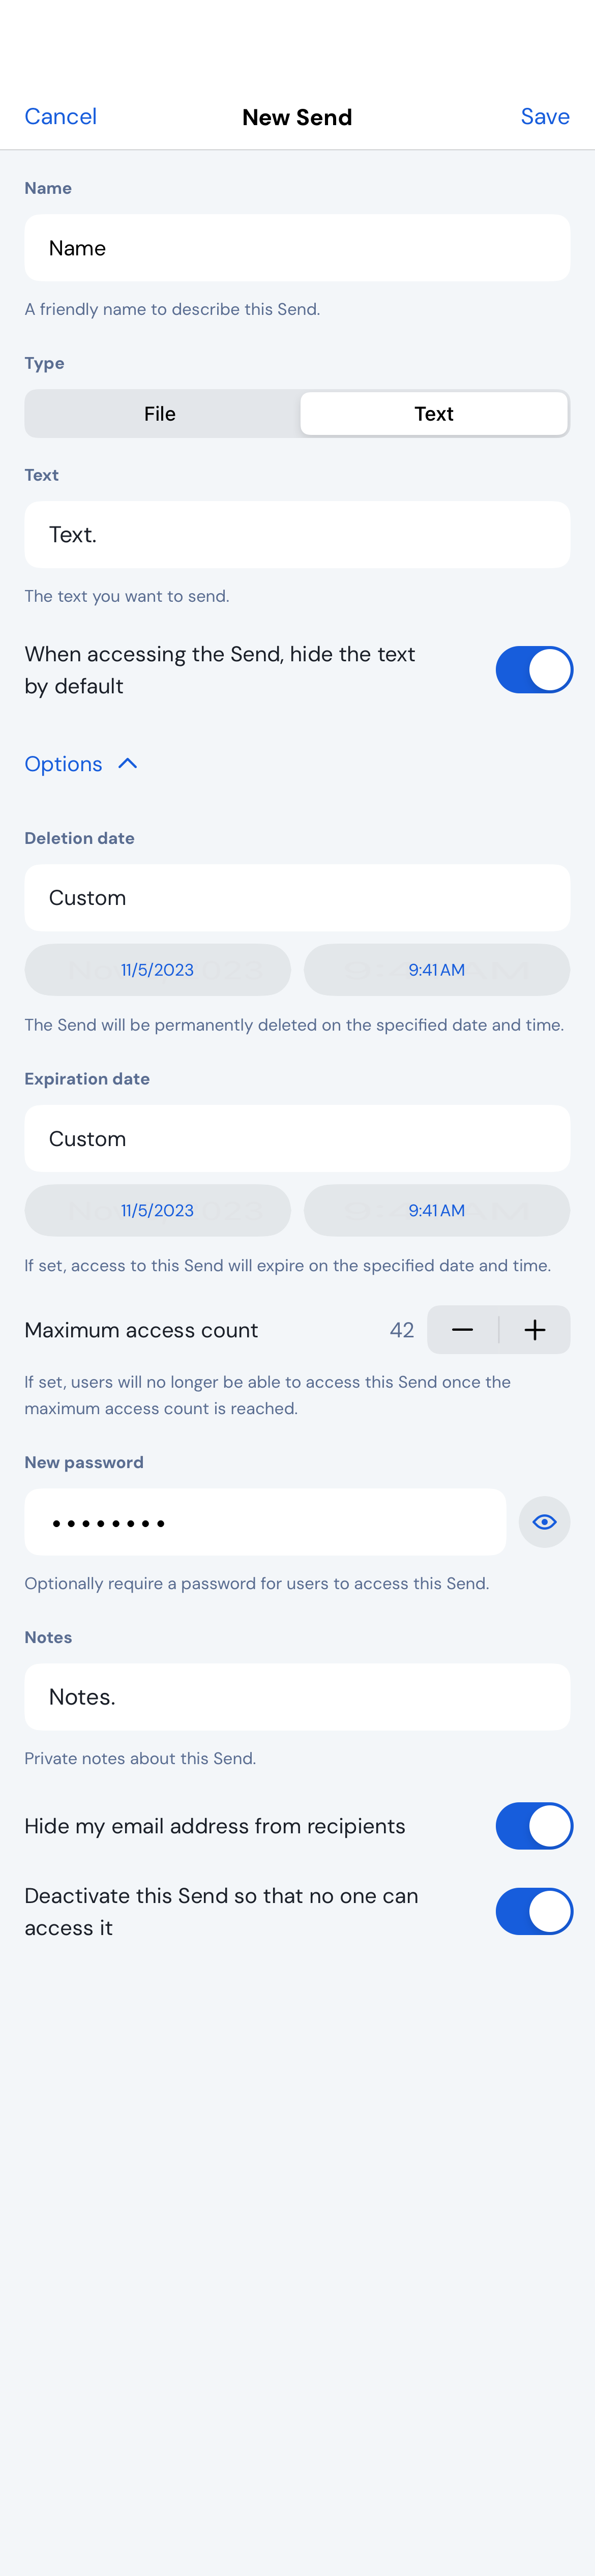 Cancel New Send Save
Name
Name
A friendly name to describe this Send.
Type
File Text
Text
Text.
The text you want to send.
When accessing the Send, hide the text
by default
Options
Deletion date
Custom
11/5/2023 9:41 AM
The Send will be permanently deleted on the specified date and time.
Expiration date
Custom
11/5/2023 9:41 AM
If set, access to this Send will expire on the specified date and time.
Maximum access count 42
If set, users will no longer be able to access this Send once the
maximum access count is reached.
New password
••••••••
Optionally require a password for users to access this Send.
Notes
Notes.
Private notes about this Send.
Hide my email address from recipients
Deactivate this Send so that no one can
access it